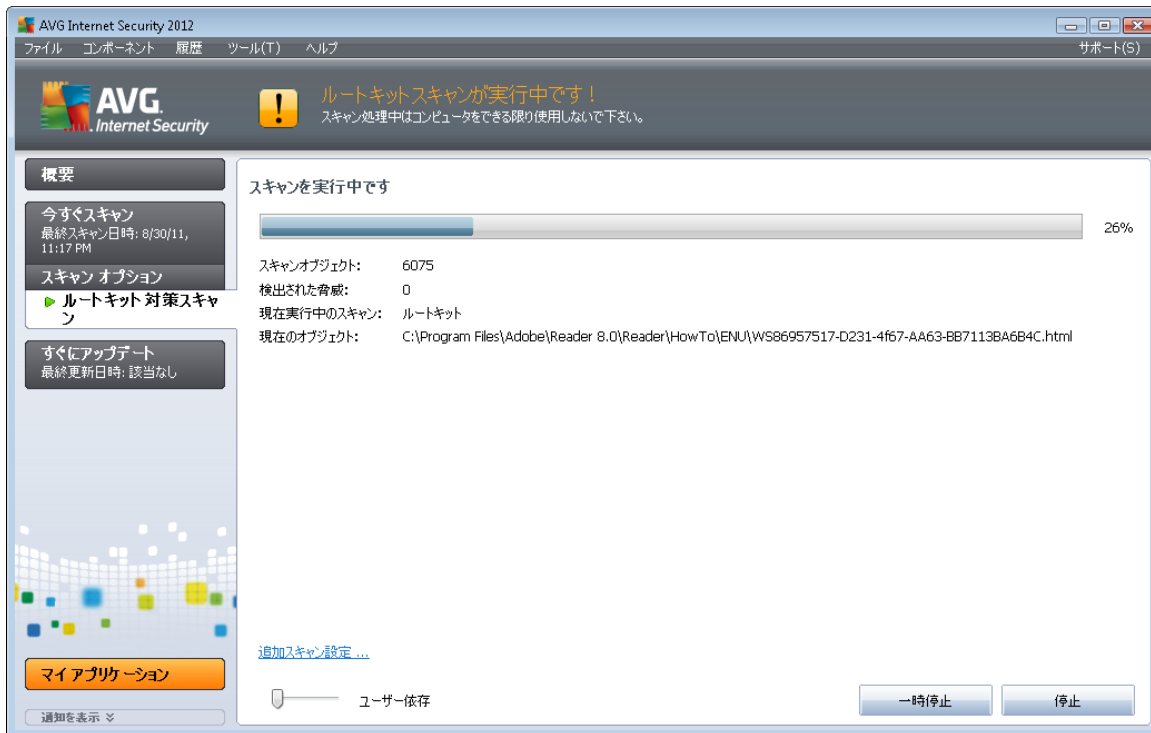 AVG Internet Security 2012
ファイル コンポーネント 履歴 ツール(T) ヘルプ サポート(S)
AVG.
Internet Security
ルートキットスキャンが実行中です！
スキャン処理中はコンピュータをできる限り使用しないで下さい。
概要
今すぐスキャン
最終スキャン日時: 8/30/11,
11:17 PM
スキャン オプション
ルートキット対策スキャ
ン
すぐにアップデート
最終更新日時: 該当なし
マイ アプリケーション
通知を表示
スキャンを実行中です
26%
スキャンオブジェクト: 6075
検出された脅威: 0
現在実行中のスキャン: ルートキット
現在のオブジェクト: C:\Program Files\Adobe\Reader 8.0\Reader\HowTo\ENU\WS86957517-D231-4f67-AA63-BB7113BA6B4C.html
追加スキャン設定 ...
ユーザー依存
一時停止 停止